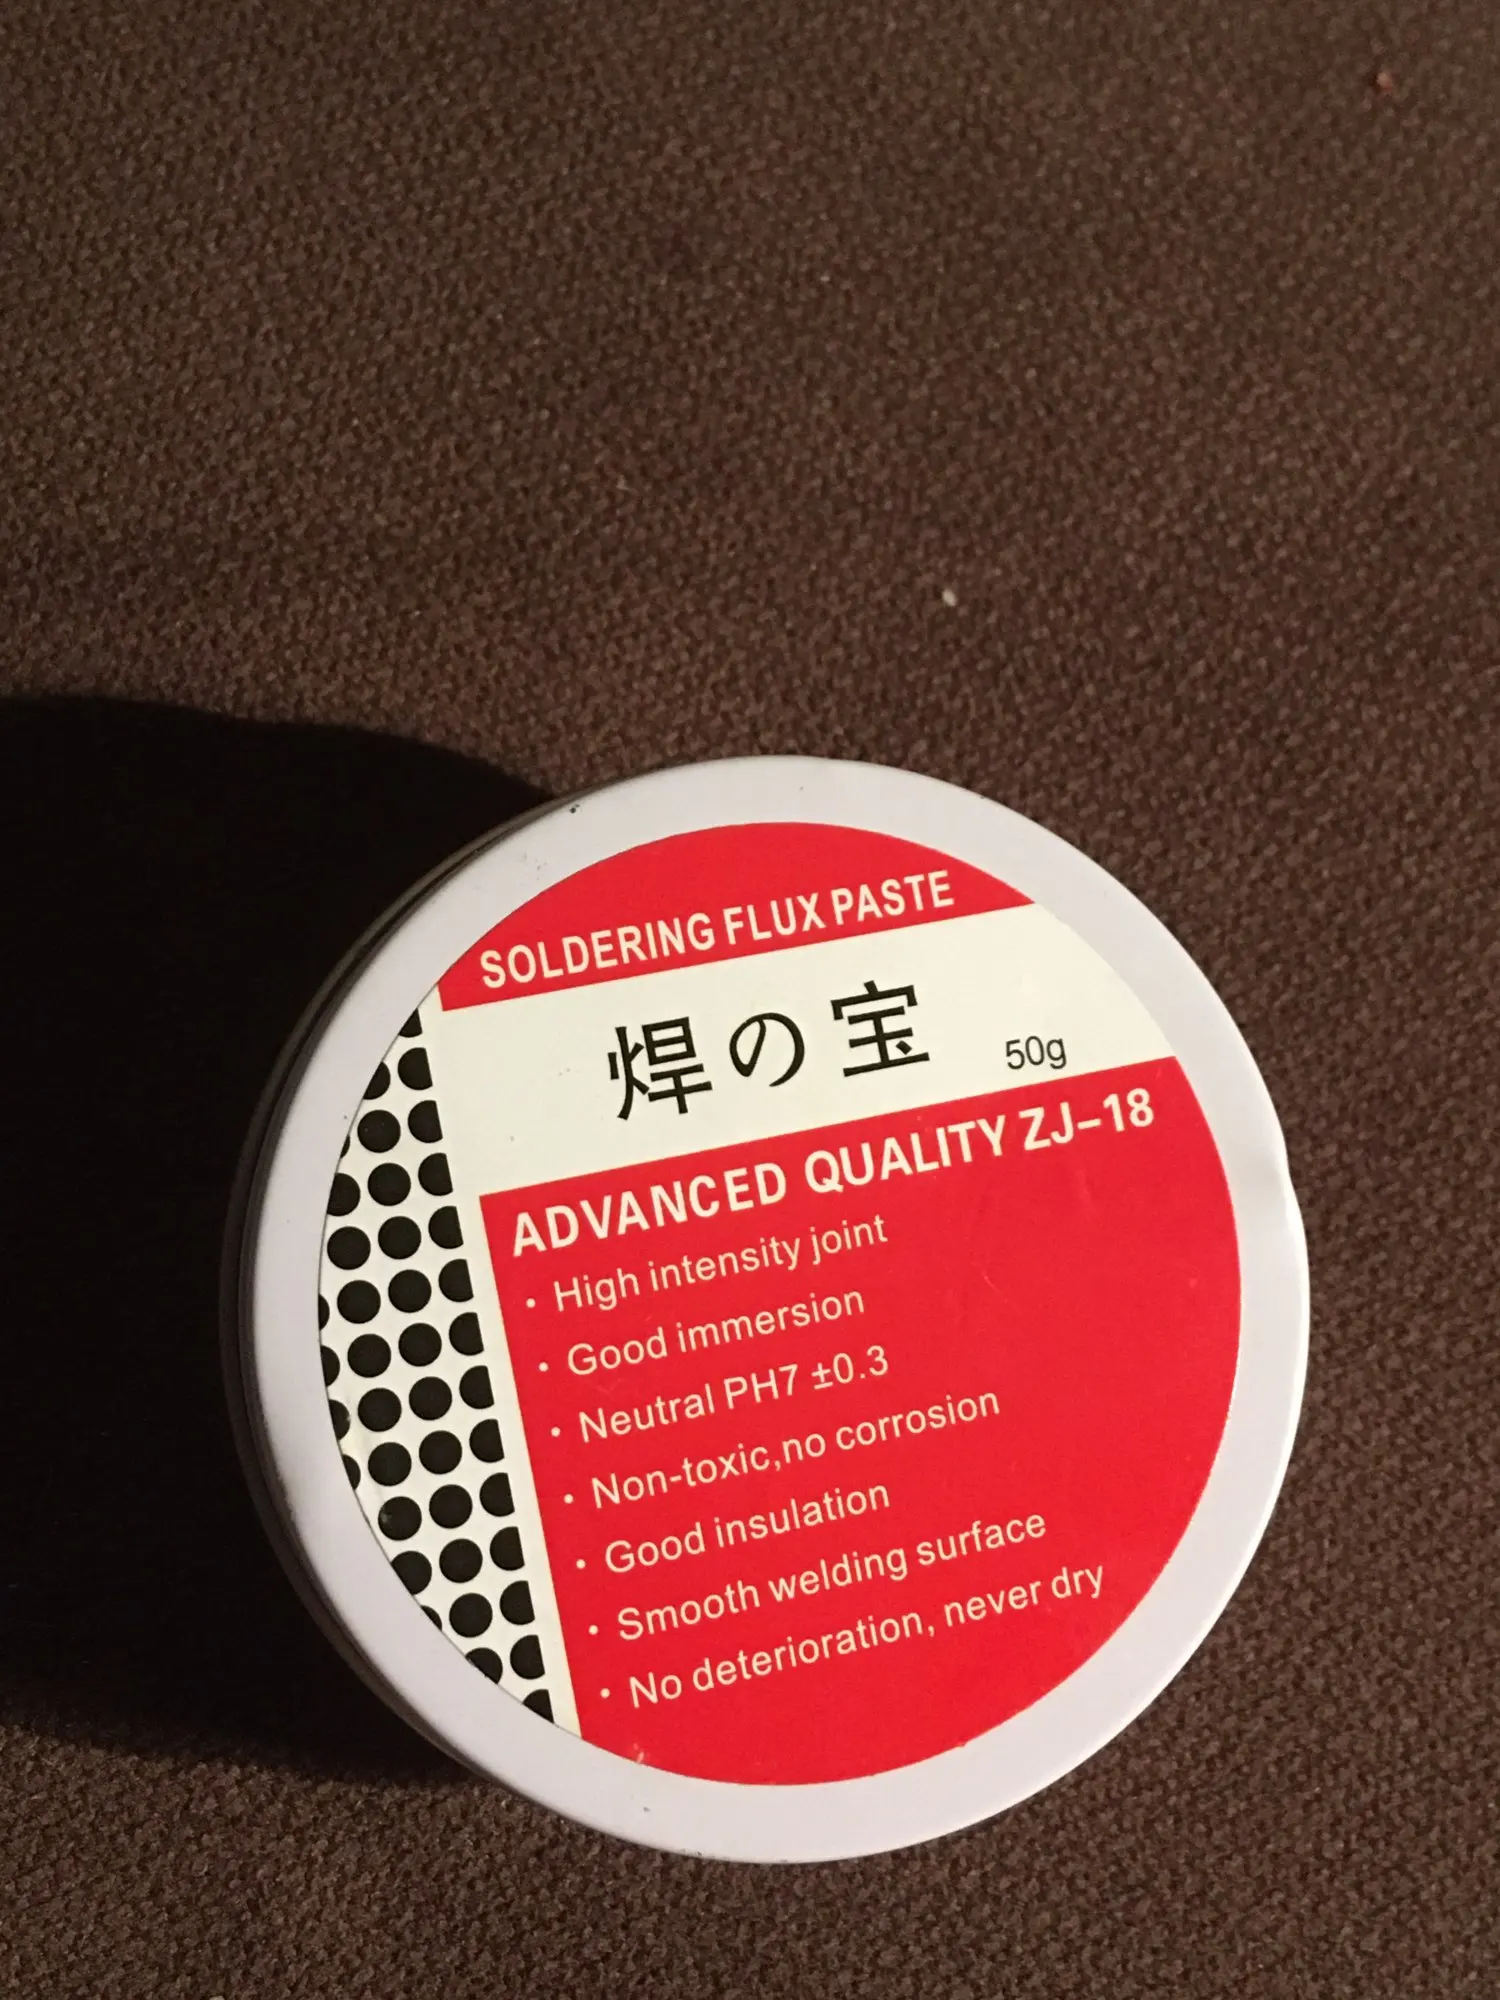 SOLDERING FLUX PASTE
焊の宝 50g
ADVANCED QUALITY ZJ-18
· High intensity joint
· Good immersion
· Neutral PH7 ±0.3
· Non-toxic,no corrosion
· Good insulation
· Smooth welding surface
· No deterioration, never dry